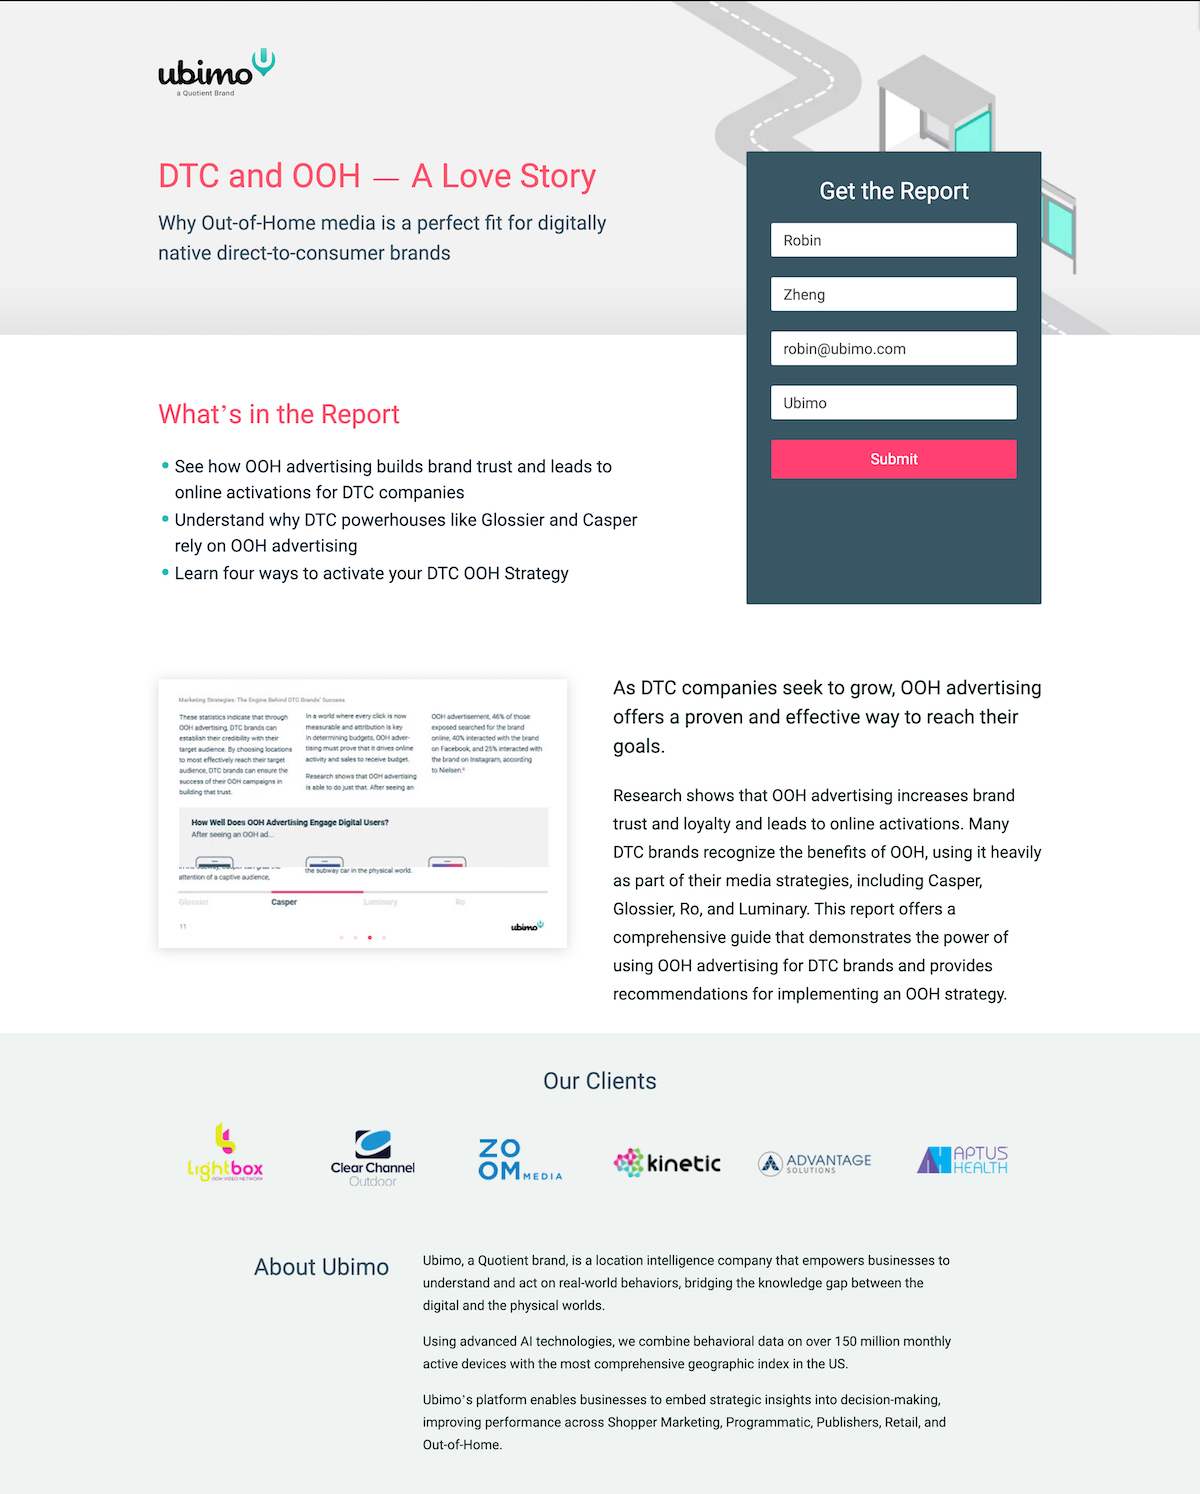 ubimo
a Quotient Brand
DTC and OOH — A Love Story
Why Out-of-Home media is a perfect fit for digitally
native direct-to-consumer brands
Get the Report
Robin
Zheng
robin@ubimo.com
Ubimo
Submit
What's in the Report
See how OOH advertising builds brand trust and leads to
online activations for DTC companies
Understand why DTC powerhouses like Glossier and Casper
rely on OOH advertising
Learn four ways to activate your DTC OOH Strategy
Marketing Strategies: The Engine Behind DTC Brands' Success
These statistics indicate that through
OOH advertising, DTC brands can
establish their credibility with their
target audience. By choosing locations
to most effectively reach their target
audience, DTC brands can ensure the
success of their OOH campaigns in
building that trust.
In a world where every click is now
measurable and attribution is key
in determining budgets, OOH adver-
tising must prove that it drives online
activity and sales to receive budget.
Research shows that OOH advertising
is able to do just that. After seeing an
OOH advertisement, 46% of those
exposed searched for the brand
online, 40% interacted with the brand
on Facebook, and 25% interacted with
the brand on Instagram, according
to Nielsen.
How Well Does OOH Advertising Engage Digital Users?
After seeing an OOH ad...
attention of a captive audience,
the subway car in the physical world.
Glossier
Casper
Luminary
Ro
11
ubimo
As DTC companies seek to grow, OOH advertising
offers a proven and effective way to reach their
goals.
Research shows that OOH advertising increases brand
trust and loyalty and leads to online activations. Many
DTC brands recognize the benefits of OOH, using it heavily
as part of their media strategies, including Casper,
Glossier, Ro, and Luminary. This report offers a
comprehensive guide that demonstrates the power of
using OOH advertising for DTC brands and provides
recommendations for implementing an OOH strategy.
Our Clients
lightbox
OOH VIDEO NETWORK
Clear Channel
Outdoor
ZO
OM MEDIA
kinetic
ADVANTAGE
SOLUTIONS
APTUS
HEALTH
About Ubimo
Ubimo, a Quotient brand, is a location intelligence company that empowers businesses to
understand and act on real-world behaviors, bridging the knowledge gap between the
digital and the physical worlds.
Using advanced AI technologies, we combine behavioral data on over 150 million monthly
active devices with the most comprehensive geographic index in the US.
Ubimo's platform enables businesses to embed strategic insights into decision-making,
improving performance across Shopper Marketing, Programmatic, Publishers, Retail, and
Out-of-Home.